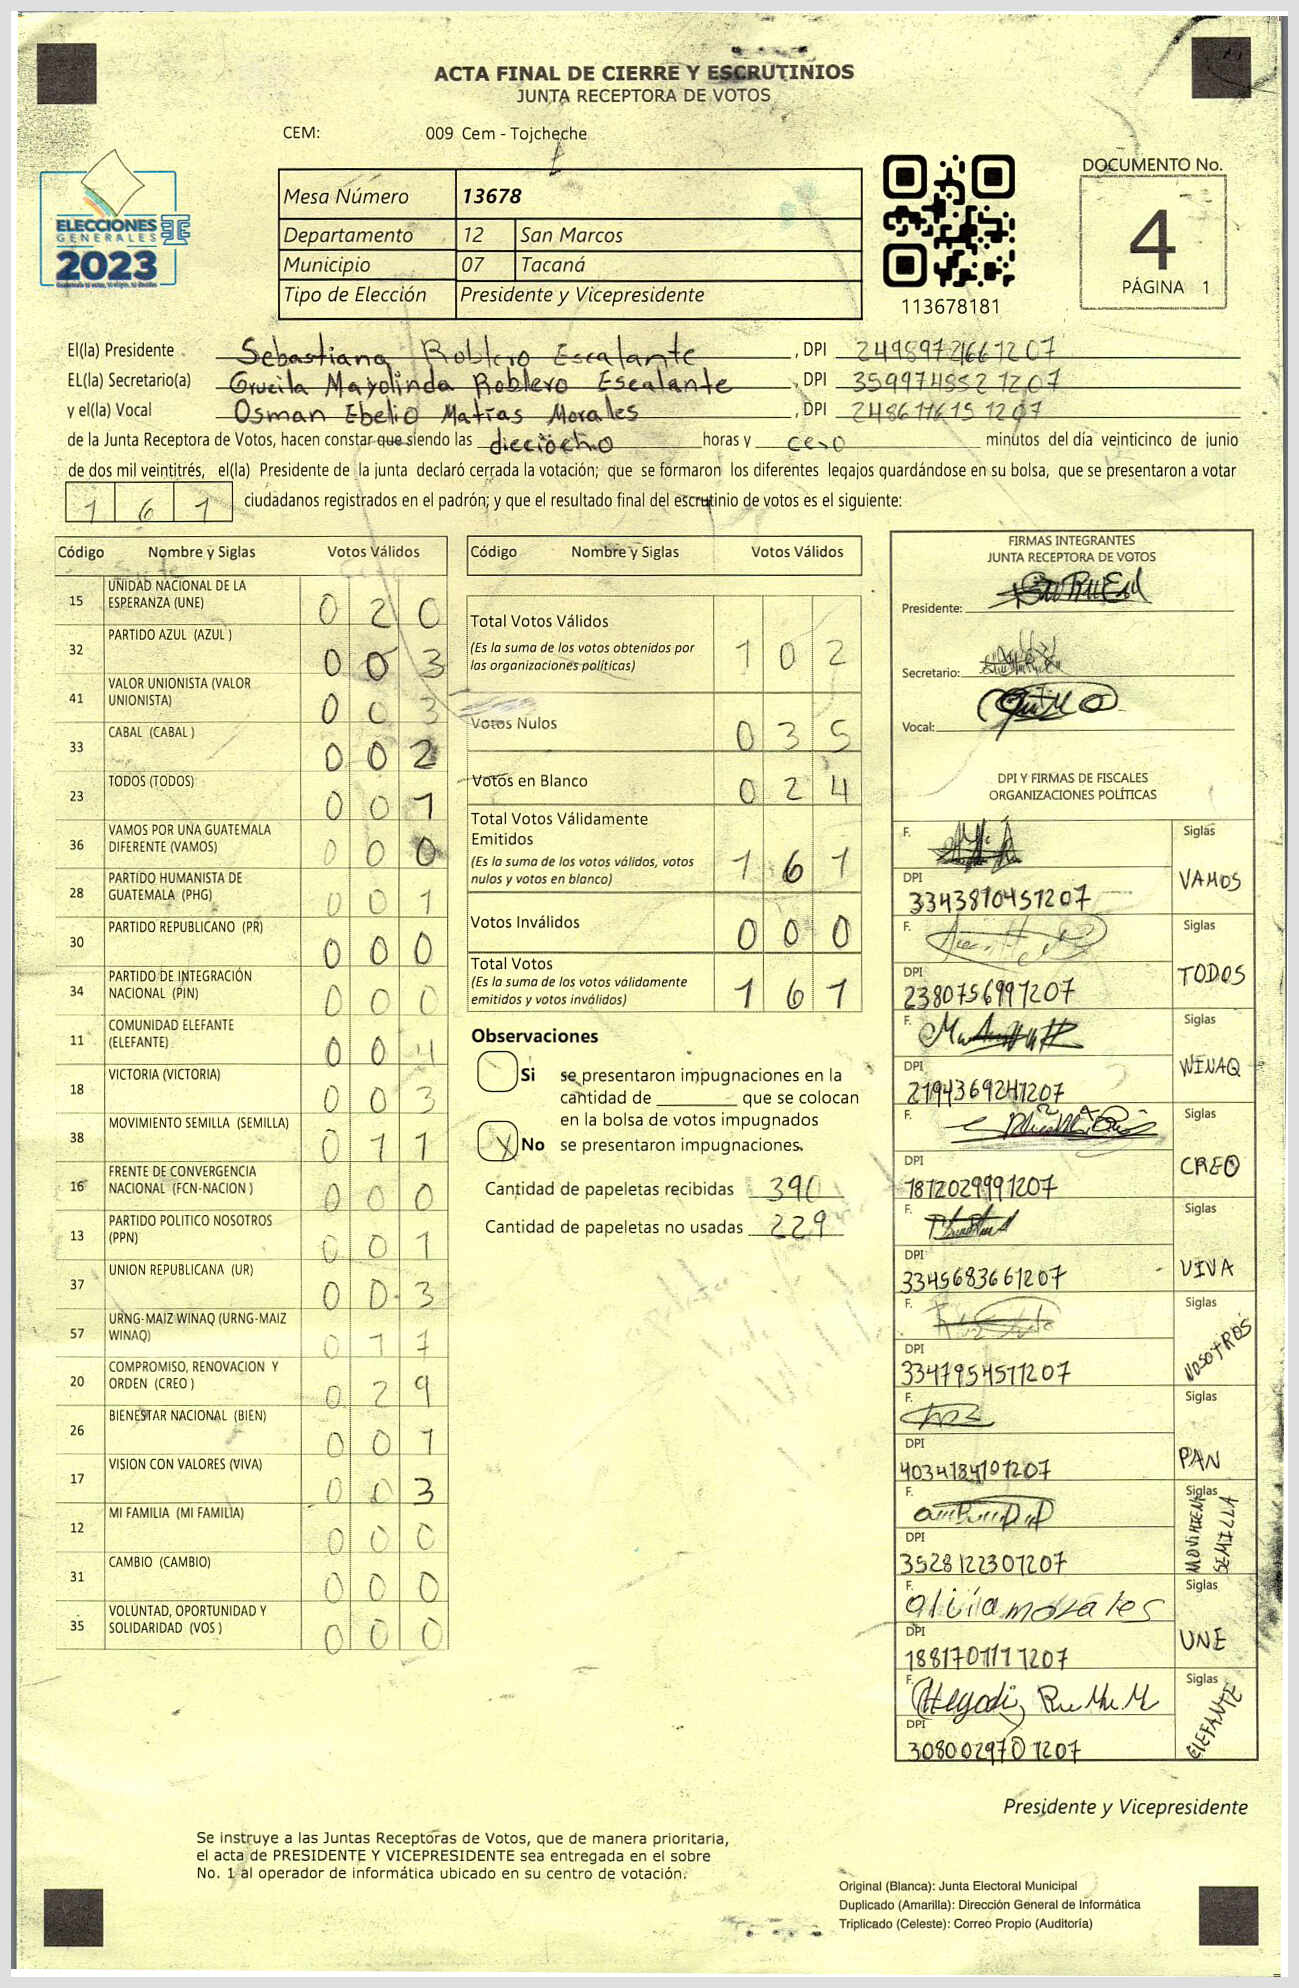 ACTA FINAL DE CIERRE Y ESCRUTINIOS
JUNTA RECEPTORA DE VOTOS
CEM: 009 Cem - Tojcheche
ELECCIONES
GENERALES
2023
Mesa Número 13678
Departamento 12 San Marcos
Municipio 07 Tacaná
Tipo de Elección Presidente y Vicepresidente
113678181
DOCUMENTO No.
4
PÁGINA 1
El(la) Presidente Sebastiana Roblero Escalante, DPI
EL(la) Secretario(a) Mayolinda Roblero Escalante, DPI 359974852 1207
y el(la) Vocal Osman Ebelio Matías Morales, DPI 248611615 1207
de la Junta Receptora de Votos, hacen constar que siendo las dieciocho horas y cero minutos del día veinticinco de junio
de dos mil veintitrés, el(la) Presidente de la junta declaró cerrada la votación; que se formaron los diferentes legajos guardándose en su bolsa, que se presentaron a votar
161 ciudadanos registrados en el padrón; y que el resultado final del escrutinio de votos es el siguiente:
Código Nombre y Siglas Votos Válidos
15 UNIDAD NACIONAL DE LA ESPERANZA (UNE) 0 2 0
32 PARTIDO AZUL (AZUL ) 0 0 3
41 VALOR UNIONISTA (VALOR UNIONISTA) 0 0 3
33 CABAL (CABAL ) 0 0 2
23 TODOS (TODOS) 0 0 1
36 VAMOS POR UNA GUATEMALA DIFERENTE (VAMOS) 0 0 0
28 PARTIDO HUMANISTA DE GUATEMALA (PHG) 0 0 1
30 PARTIDO REPUBLICANO (PR) 0 0 0
34 PARTIDO DE INTEGRACIÓN NACIONAL (PIN) 0 0 0
11 COMUNIDAD ELEFANTE (ELEFANTE) 0 0 4
18 VICTORIA (VICTORIA) 0 0 3
38 MOVIMIENTO SEMILLA (SEMILLA) 0 1 1
16 FRENTE DE CONVERGENCIA NACIONAL (FCN-NACION ) 0 0 0
13 PARTIDO POLITICO NOSOTROS (PPN) 0 0 1
37 UNION REPUBLICANA (UR) 0 0 3
57 URNG-MAIZ WINAQ (URNG-MAIZ WINAQ) 0 1 7
20 COMPROMISO, RENOVACION Y ORDEN (CREO ) 0 2 9
26 BIENESTAR NACIONAL (BIEN) 0 0 1
17 VISION CON VALORES (VIVA) 0 0 3
12 MI FAMILIA (MI FAMILIA) 0 0 0
31 CAMBIO (CAMBIO) 0 0 0
35 VOLUNTAD, OPORTUNIDAD Y SOLIDARIDAD (VOS ) 0 0 0
Código Nombre y Siglas Votos Válidos
Total Votos Válidos 1 0 2
(Es la suma de los votos obtenidos por
las organizaciones políticas)
Votos Nulos 0 3 5
Votos en Blanco 0 2 4
Total Votos Válidamente
Emitidos 1 6 1
(Es la suma de los votos válidos, votos
nulos y votos en blanco)
Votos Inválidos 0 0 0
Total Votos 1 6 1
(Es la suma de los votos válidamente
emitidos y votos inválidos)
Observaciones
Si se presentaron impugnaciones en la
cantidad de ________ que se colocan
en la bolsa de votos impugnados
X No se presentaron impugnaciones.
Cantidad de papeletas recibidas 390
Cantidad de papeletas no usadas 229
FIRMAS INTEGRANTES
JUNTA RECEPTORA DE VOTOS
Presidente:
Secretario:
Vocal:
DPI Y FIRMAS DE FISCALES
ORGANIZACIONES POLÍTICAS
F. Siglas
DPI VAMOS
3343810451207
F. Siglas
DPI TODOS
2380756991207
F. Siglas
DPI WINAQ
2194369241207
F. Siglas
DPI CREO
1812029991207
F. Siglas
DPI VIVA
3345683661207
F. Siglas
DPI NOSOTROS
3347954511207
F. Siglas
DPI PAN
4034184101207
F. Siglas
DPI MOVIMIEN SEMILLA
3528122301207
F. olivia morales Siglas
DPI UNE
1881701111207
F. Siglas
DPI ElEFANTE
3080029701207
Presidente y Vicepresidente
Se instruye a las Juntas Receptoras de Votos, que de manera prioritaria,
el acta de PRESIDENTE Y VICEPRESIDENTE sea entregada en el sobre
No. 1 al operador de informática ubicado en su centro de votación.
Original (Blanca): Junta Electoral Municipal
Duplicado (Amarilla): Dirección General de Informática
Triplicado (Celeste): Correo Propio (Auditoría)